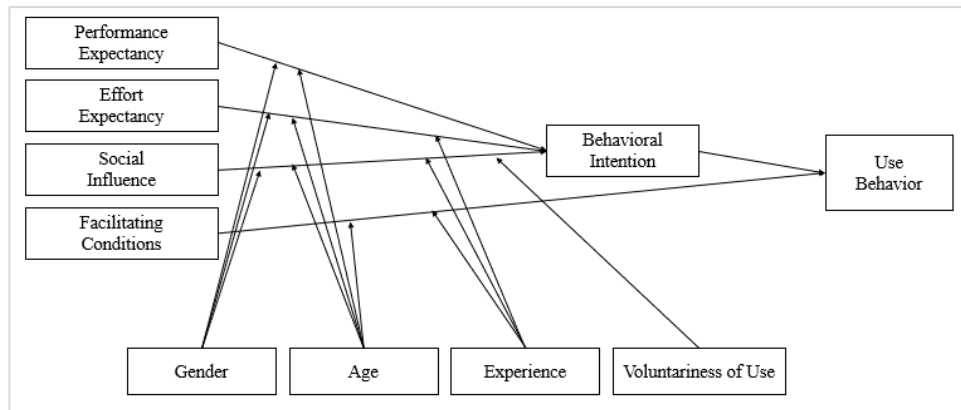 Performance
Expectancy
Effort
Expectancy
Social
Influence
Facilitating
Conditions
Behavioral
Intention
Use
Behavior
Gender
Age
Experience
Voluntariness of Use